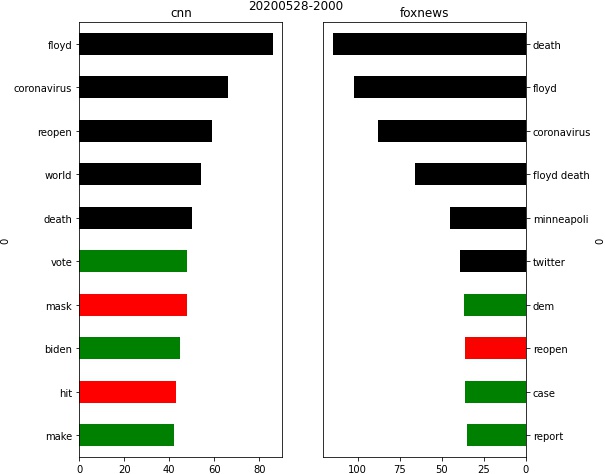 20200528-2000
cnn
foxnews
floyd
coronavirus
reopen
world
death
vote
mask
biden
hit
make
0
0 20 40 60 80
death
floyd
coronavirus
floyd death
minneapoli
twitter
dem
reopen
case
report
0
100 75 50 25 0